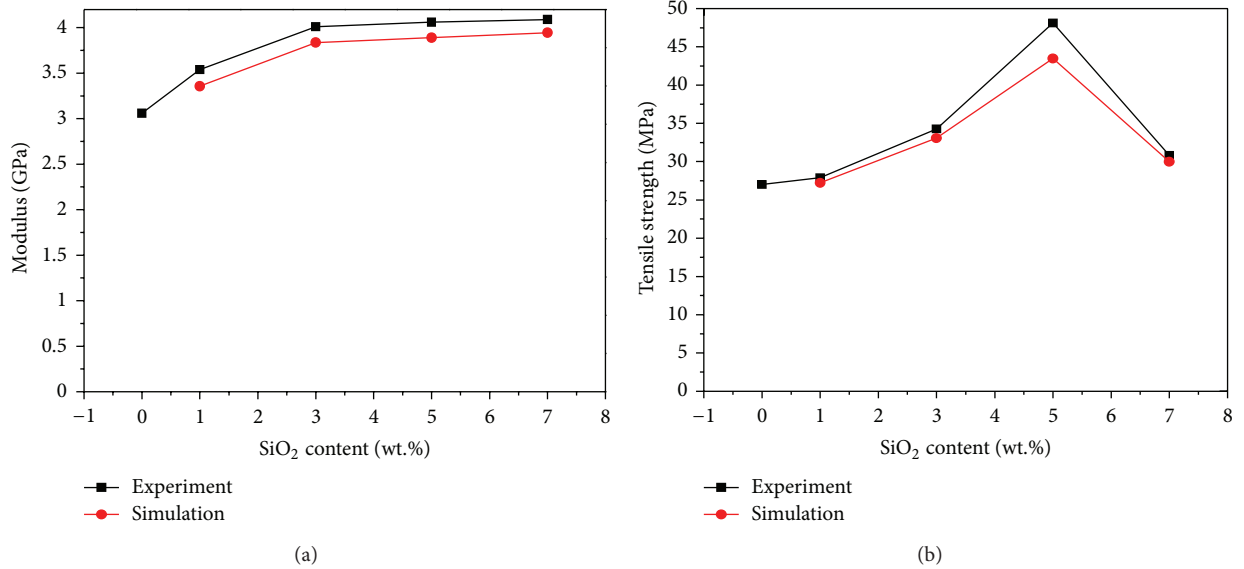 4
3.5
3
2.5
2
1.5
1
0.5
0
Modulus (GPa)
−1 0 1 2 3 4 5 6 7 8
SiO₂ content (wt.%)
Experiment
Simulation
(a)
50
45
40
35
30
25
20
15
10
5
0
Tensile strength (MPa)
−1 0 1 2 3 4 5 6 7 8
SiO₂ content (wt.%)
Experiment
Simulation
(b)